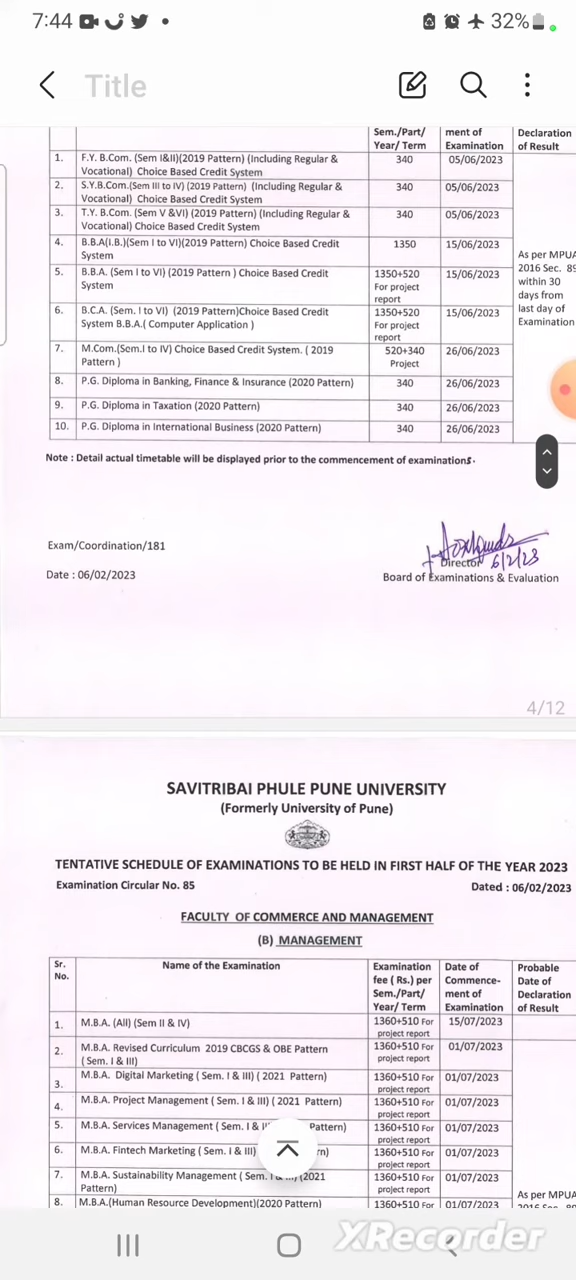 7:44 32%
Title
Sem./Part/ Year/ Term ment of Examination Declaration of Result
1. F.Y. B.Com. (Sem I&II)(2019 Pattern) (Including Regular & Vocational) Choice Based Credit System 340 05/06/2023
2. S.Y.B.Com.(Sem III to IV) (2019 Pattern) (Including Regular & Vocational) Choice Based Credit System 340 05/06/2023
3. T.Y. B.Com (Sem V &VI) (2019 Pattern) (Including Regular & Vocational) Choice Based Credit System 340 05/06/2023
4. B.B.A(I.B.)(Sem I to VI)(2019 Pattern) Choice Based Credit System 1350 15/06/2023
5. B.B.A. (Sem I to VI) (2019 Pattern ) Choice Based Credit System 1350+520 For project report 15/06/2023
6. B.C.A. (Sem. I to VI) (2019 Pattern)Choice Based Credit System B.B.A.( Computer Application ) 1350+520 For project report 15/06/2023
7. M.Com.(Sem.I to IV) Choice Based Credit System. ( 2019 Pattern ) 520+340 Project 26/06/2023
8. P.G. Diploma in Banking, Finance & Insurance (2020 Pattern) 340 26/06/2023
9. P.G. Diploma in Taxation (2020 Pattern) 340 26/06/2023
10. P.G. Diploma in International Business (2020 Pattern) 340 26/06/2023
As per MPUA
2016 Sec. 89
within 30
days from
last day of
Examination
Note : Detail actual timetable will be displayed prior to the commencement of examinations.
Exam/Coordination/181
Date : 06/02/2023
6/2/23
Director
Board of Examinations & Evaluation
4/12
SAVITRIBAI PHULE PUNE UNIVERSITY
(Formerly University of Pune)
TENTATIVE SCHEDULE OF EXAMINATIONS TO BE HELD IN FIRST HALF OF THE YEAR 2023
Examination Circular No. 85 Dated : 06/02/2023
FACULTY OF COMMERCE AND MANAGEMENT
(B) MANAGEMENT
Sr. No. Name of the Examination Examination fee ( Rs.) per Sem./Part/ Year/ Term Date of Commence-ment of Examination Probable Date of Declaration of Result
1. M.B.A. (All) (Sem II & IV) 1360+510 For project report 15/07/2023
2. M.B.A. Revised Curriculum 2019 CBCGS & OBE Pattern ( Sem. I & III) 1360+510 For project report 01/07/2023
3. M.B.A. Digital Marketing ( Sem. I & III) ( 2021 Pattern) 1360+510 For project report 01/07/2023
4. M.B.A. Project Management ( Sem. I & III) ( 2021 Pattern) 1360+510 For project report 01/07/2023
5. M.B.A. Services Management ( Sem. I & Pattern) 1360+510 For project report 01/07/2023
6. M.B.A. Fintech Marketing ( Sem. I & III) 1360+510 For project report 01/07/2023
7. M.B.A. Sustainability Management ( Sem. (2021 Pattern) 1360+510 For project report 01/07/2023
8. M.B.A.(Human Resource Development)(2020 Pattern) 1360+510 For 01/07/2023
As per MPUA
XRecorder